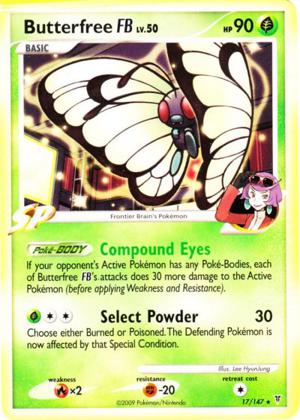 Butterfree FB LV.50 HP 90
BASIC
SP
Frontier Brain's Pokémon
Poké-BODY Compound Eyes
If your opponent's Active Pokémon has any Poké-Bodies, each
of Butterfree FB's attacks does 30 more damage to the Active
Pokémon (before applying Weakness and Resistance).
Select Powder 30
Choose either Burned or Poisoned. The Defending Pokémon is
now affected by that Special Condition.
Illus. Lee HyunJung
weakness resistance retreat cost
×2 -20
©2009 Pokémon/Nintendo 17/147